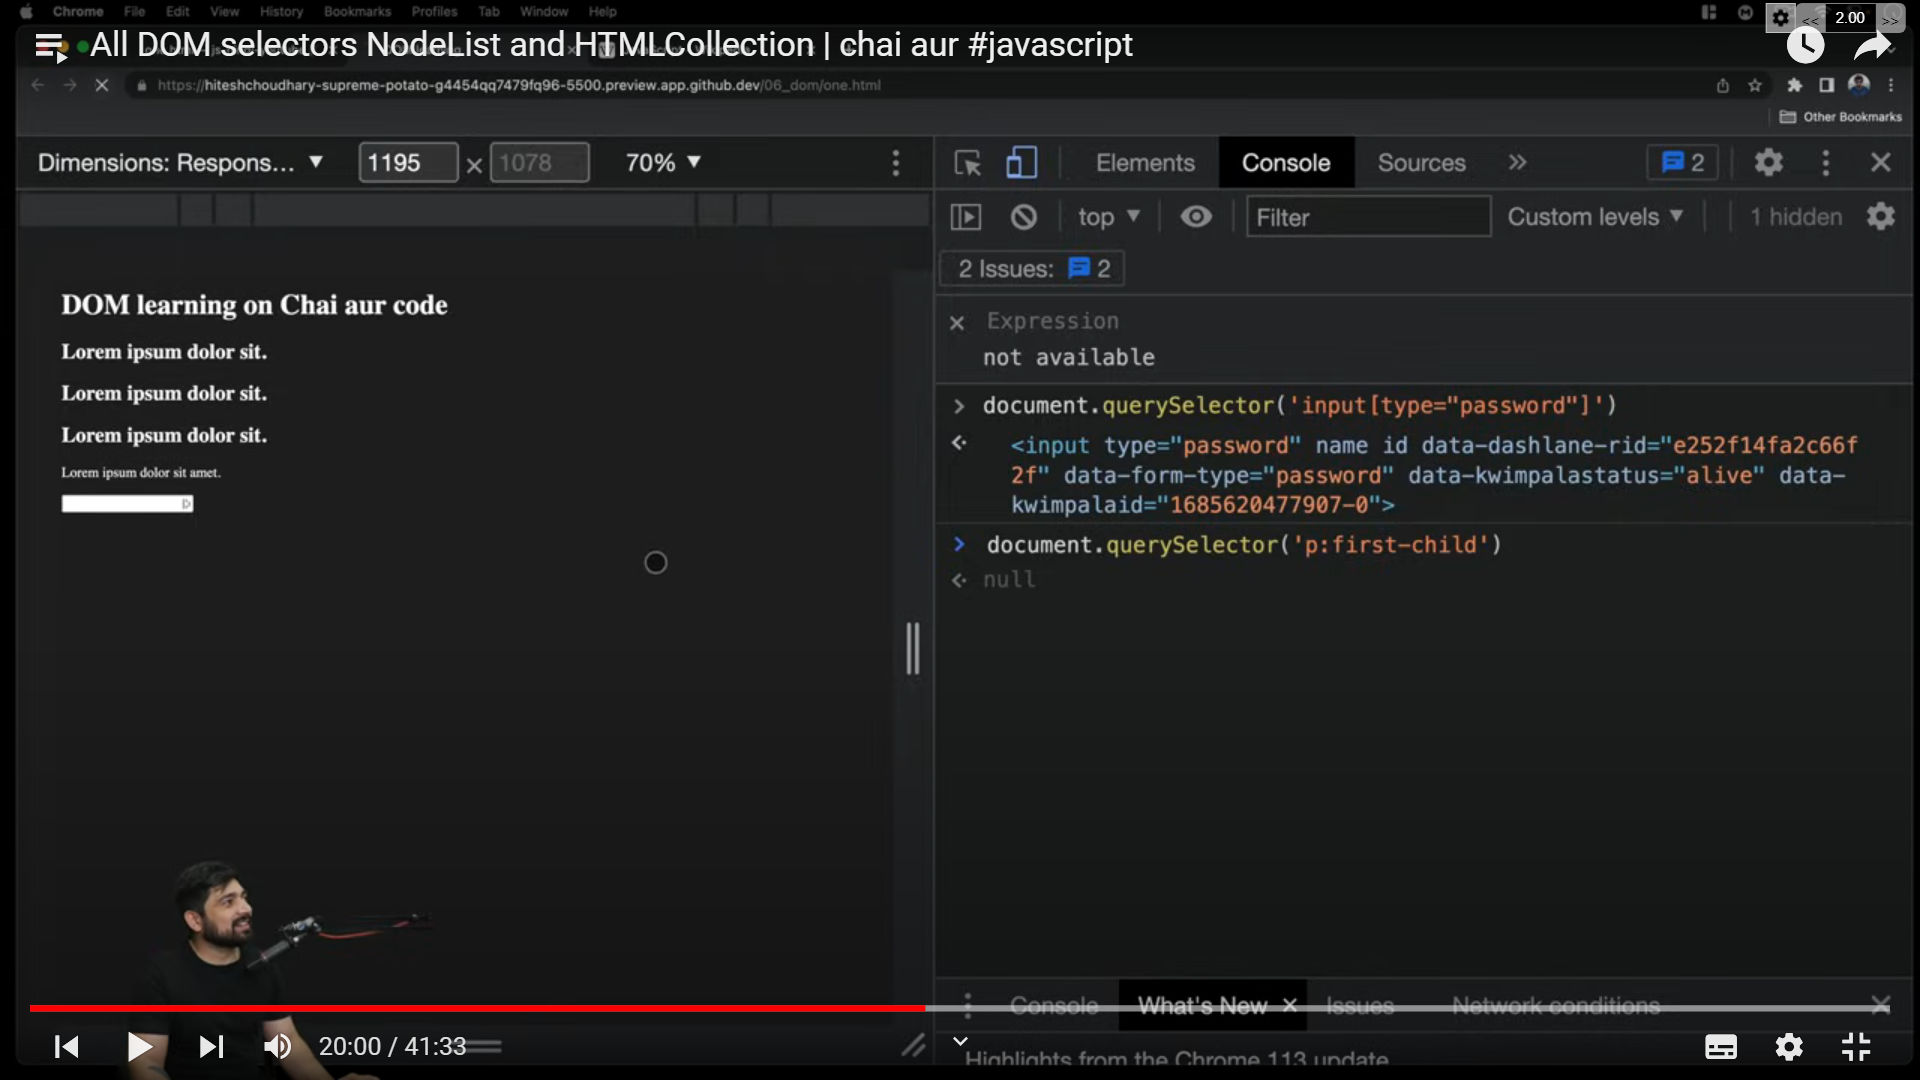 Chrome File Edit View History Bookmarks Profiles Tab Window Help
2.00
<< >>
All DOM selectors NodeList and HTMLCollection | chai aur #javascript
https://hiteshchoudhary-supreme-potato-g4454qq7479fq96-5500.preview.app.github.dev/06_dom/one.html
Other Bookmarks
Dimensions: Respons... ▼ 1195 × 1078 70% ▼
Elements Console Sources » 2
top ▼ Filter Custom levels ▼ 1 hidden
2 Issues: 2
DOM learning on Chai aur code
Lorem ipsum dolor sit.
Lorem ipsum dolor sit.
Lorem ipsum dolor sit.
Lorem ipsum dolor sit amet.
Expression
not available
document.querySelector('input[type="password"]')
<input type="password" name id data-dashlane-rid="e252f14fa2c66f
2f" data-form-type="password" data-kwimpalastatus="alive" data-
kwimpalaid="1685620477907-0">
document.querySelector('p:first-child')
null
Console What's New × Issues Network conditions
Highlights from the Chrome 113 update
20:00 / 41:33